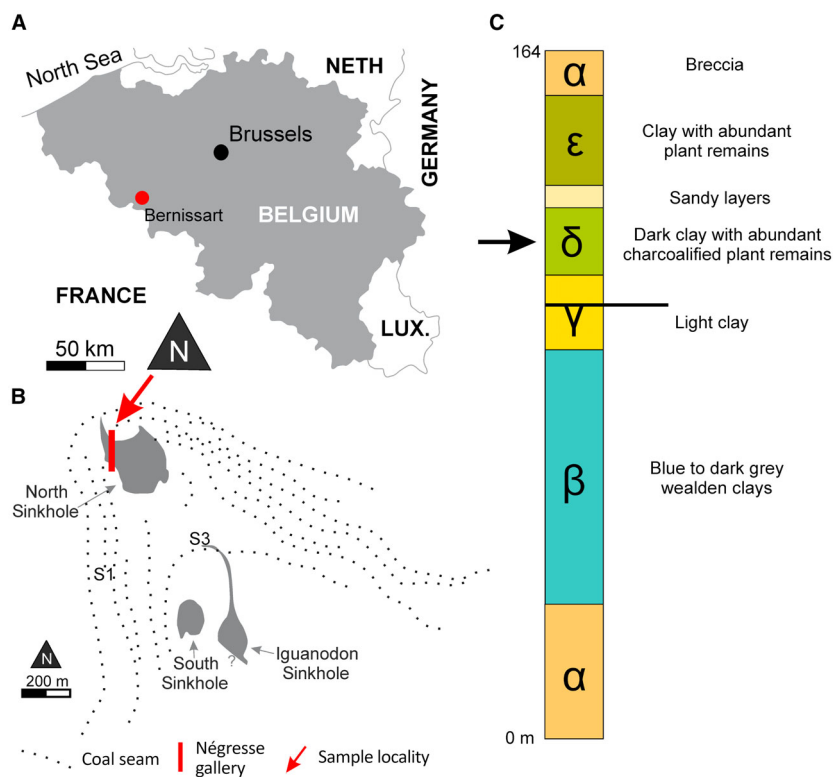 A
North Sea
NETH
GERMANY
Brussels
Bernissart
BELGIUM
FRANCE
LUX.
50 km
N
B
North
Sinkhole
S1
S3
South
Sinkhole
?
Iguanodon
Sinkhole
N
200 m
Coal seam
Négresse
gallery
Sample locality
C
164
α
Breccia
ε
Clay with abundant
plant remains
Sandy layers
δ
Dark clay with abundant
charcoalified plant remains
γ
Light clay
β
Blue to dark grey
wealden clays
α
0 m